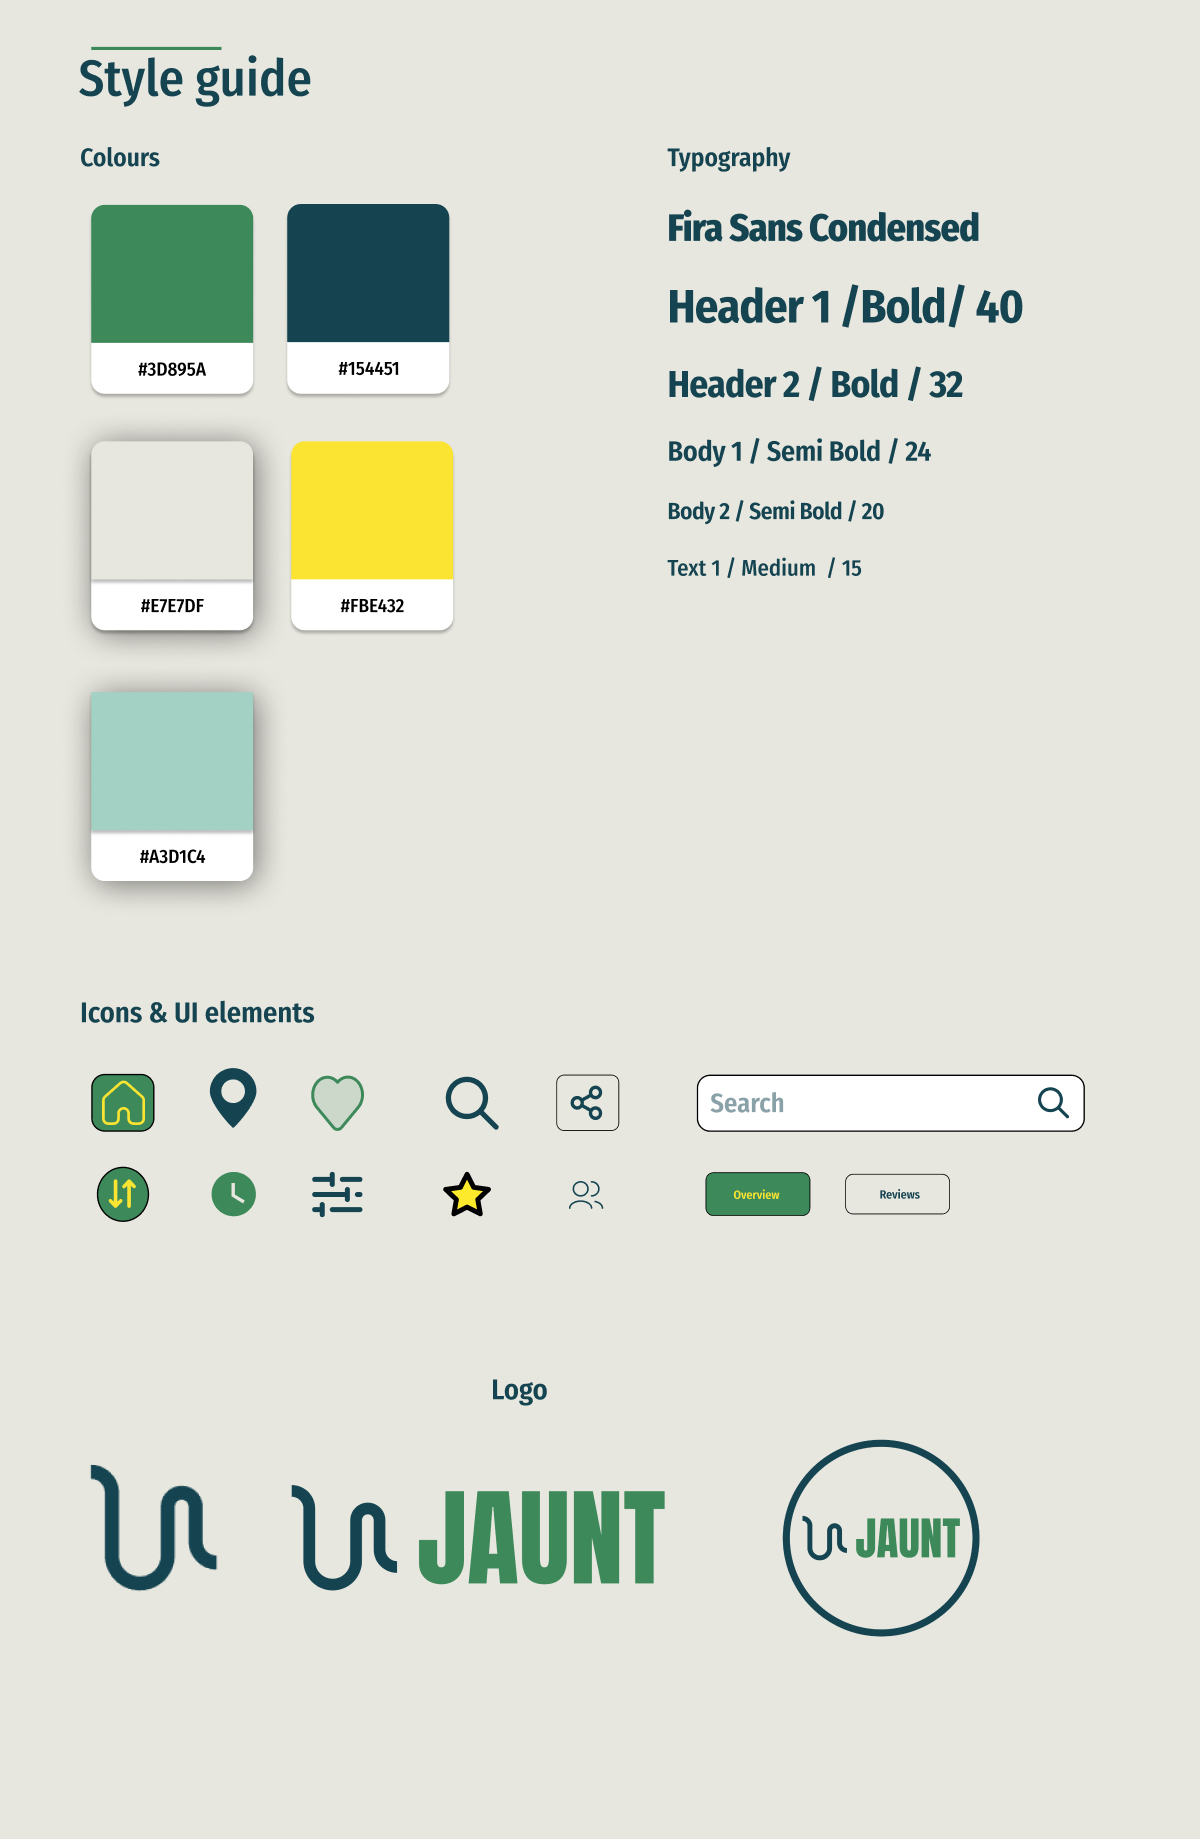 Style guide
Colours
#3D895A
#154451
#E7E7DF
#FBE432
#A3D1C4
Typography
Fira Sans Condensed
Header 1 /Bold/ 40
Header 2 / Bold / 32
Body 1 / Semi Bold / 24
Body 2 / Semi Bold / 20
Text 1 / Medium / 15
Icons & UI elements
Search
Overview
Reviews
Logo
JAUNT
JAUNT